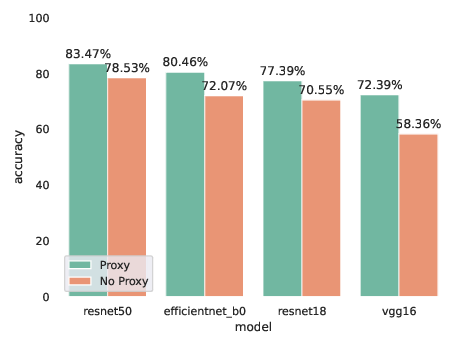 100
80
60
40
20
0
accuracy
83.47%
78.53%
80.46%
72.07%
77.39%
70.55%
72.39%
58.36%
Proxy
No Proxy
resnet50
efficientnet_b0
resnet18
vgg16
model